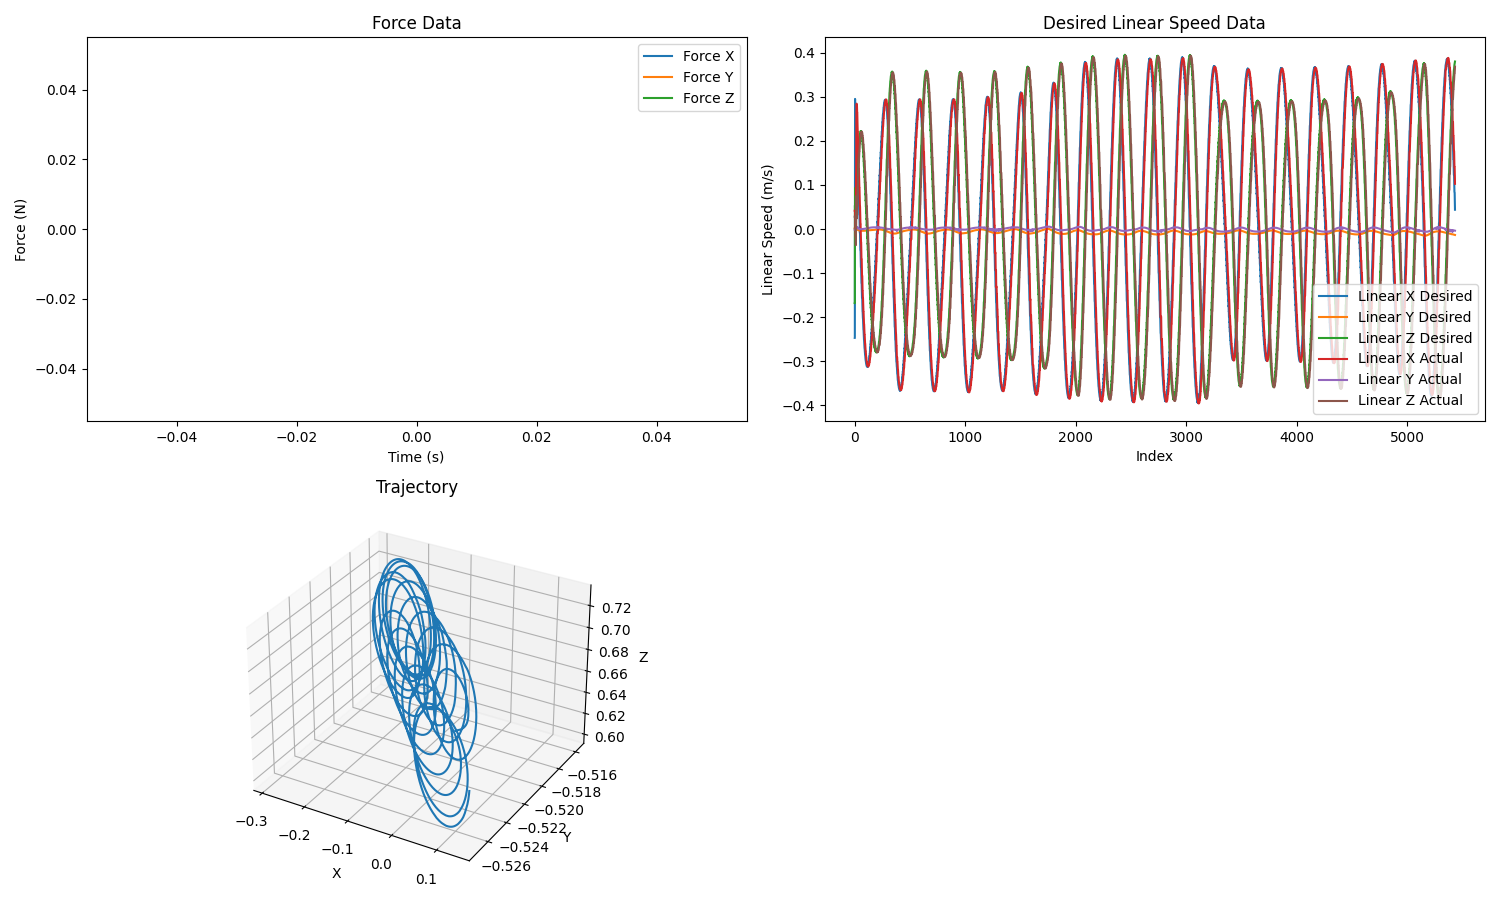 Force Data
Force (N)
0.04
0.02
0.00
−0.02
−0.04
−0.04
−0.02
0.00
0.02
0.04
Time (s)
Force X
Force Y
Force Z
Desired Linear Speed Data
Linear Speed (m/s)
0.4
0.3
0.2
0.1
0.0
−0.1
−0.2
−0.3
−0.4
0
1000
2000
3000
4000
5000
Index
Linear X Desired
Linear Y Desired
Linear Z Desired
Linear X Actual
Linear Y Actual
Linear Z Actual
Trajectory
0.72
0.70
0.68
0.66
0.64
0.62
0.60
Z
−0.516
−0.518
−0.520
−0.522
−0.524
−0.526
Y
−0.3
−0.2
−0.1
0.0
0.1
X